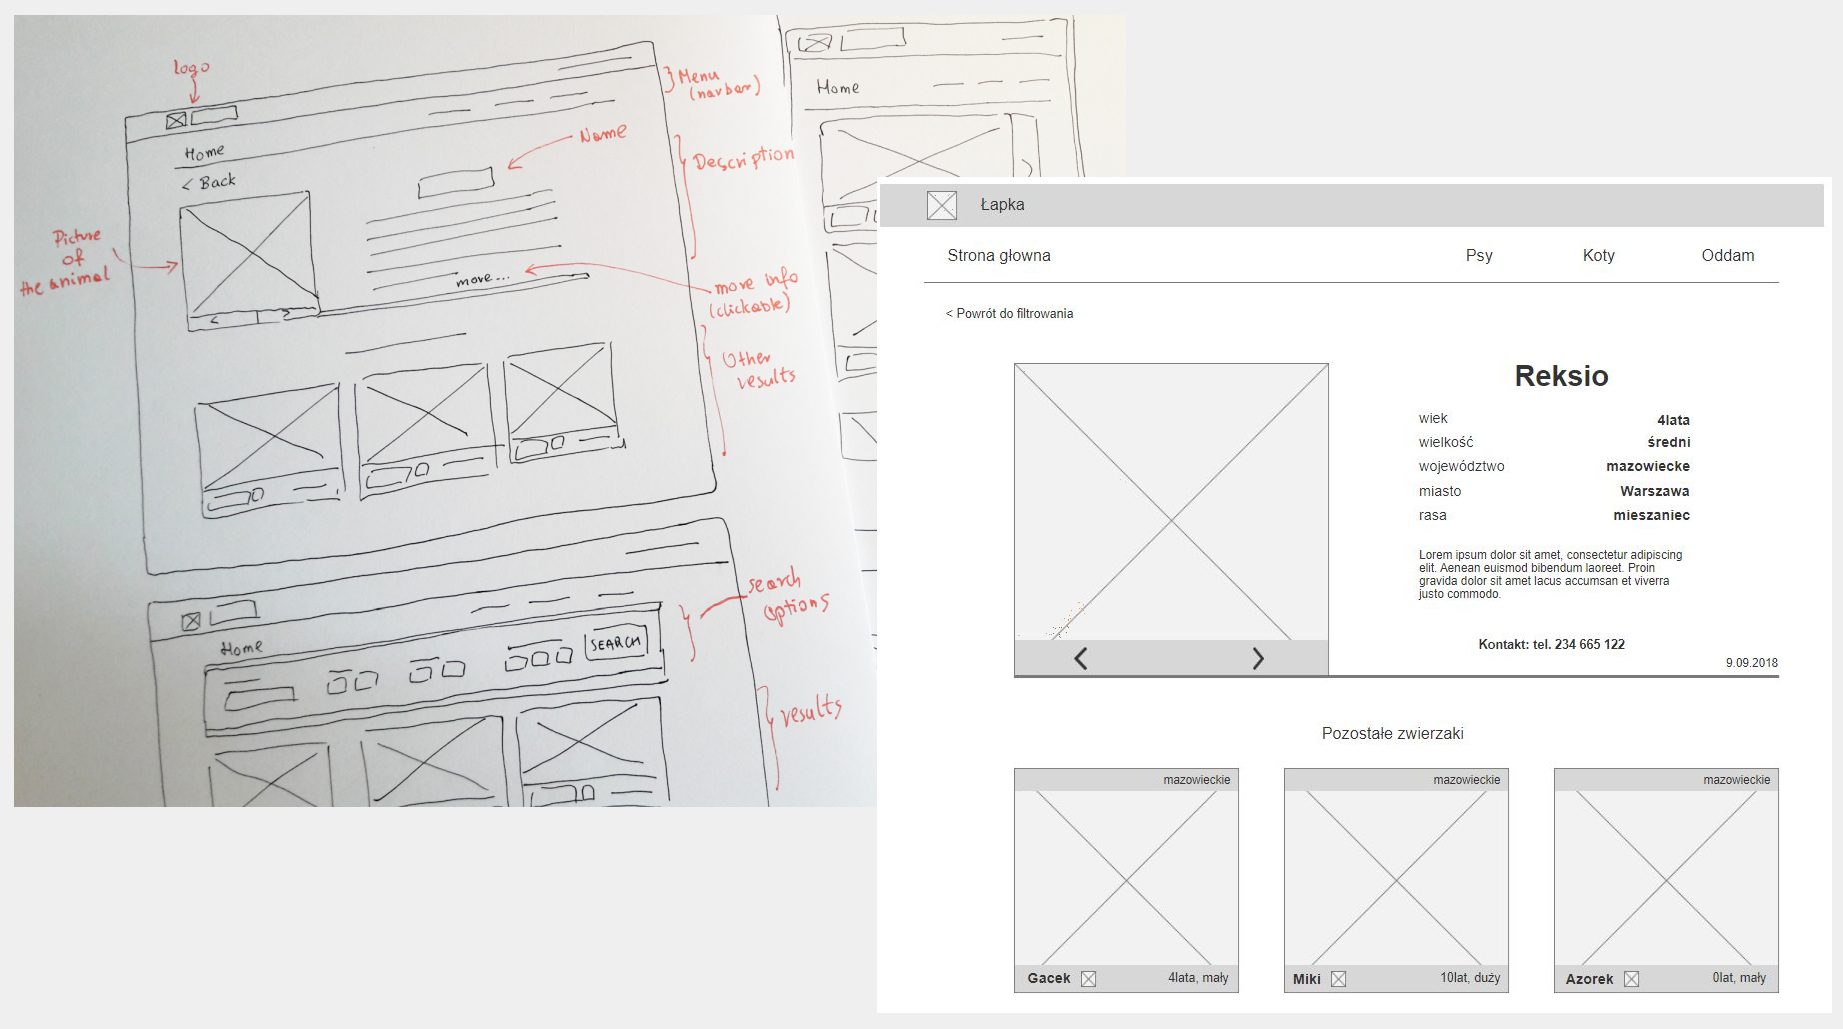 logo
Menu
(navbar)
Home
< Back
Name
Description
Picture
of
the animal
more...
more info
(clickable)
Other
results
Home
search
options
Home
SEARCH
results
Łapka
Strona głowna Psy Koty Oddam
< Powrót do filtrowania
Reksio
wiek 4lata
wielkość średni
województwo mazowiecke
miasto Warszawa
rasa mieszaniec
Lorem ipsum dolor sit amet, consectetur adipiscing
elit. Aenean euismod bibendum laoreet. Proin
gravida dolor sit amet lacus accumsan et viverra
justo commodo.
Kontakt: tel. 234 665 122
9.09.2018
Pozostałe zwierzaki
mazowieckie mazowieckie mazowieckie
Gacek 4lata, mały Miki 10lat, duży Azorek 0lat, mały